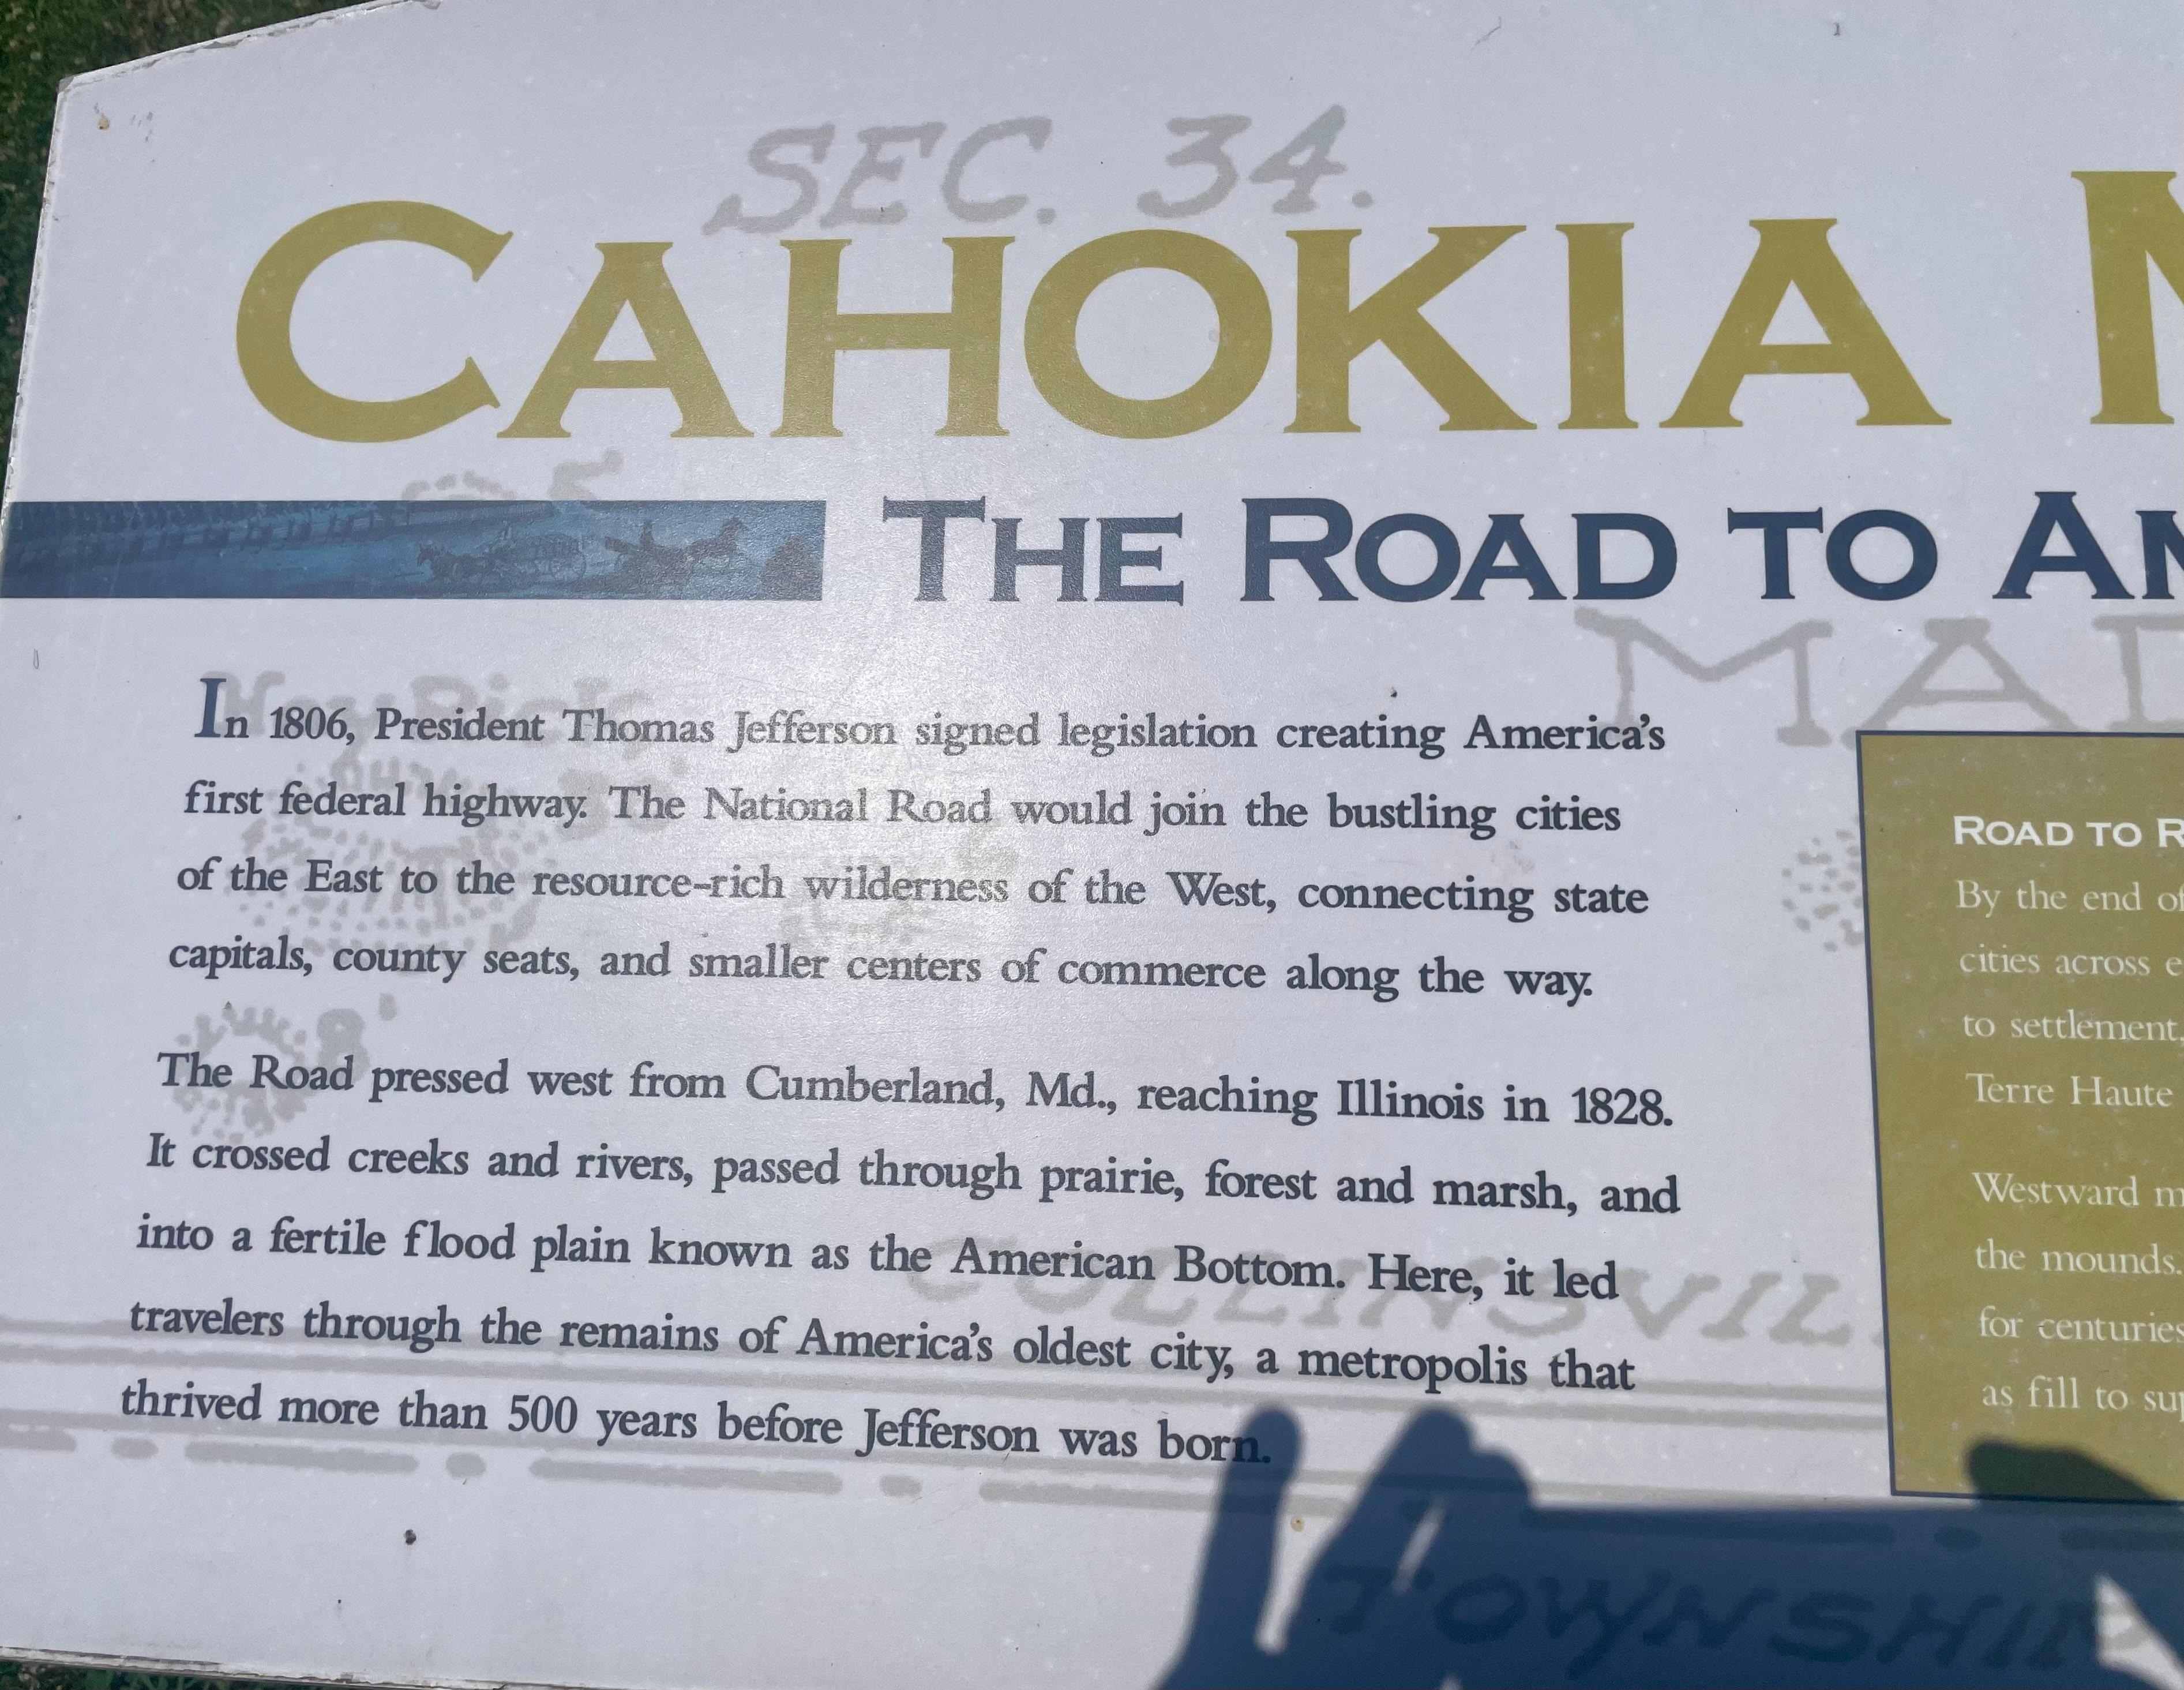 SEC. 34.
CAHOKIA
THE ROAD TO
In 1806, President Thomas Jefferson signed legislation creating America's
first federal highway. The National Road would join the bustling cities
of the East to the resource-rich wilderness of the West, connecting state
capitals, county seats, and smaller centers of commerce along the way.
The Road pressed west from Cumberland, Md., reaching Illinois in 1828.
It crossed creeks and rivers, passed through prairie, forest and marsh, and
into a fertile flood plain known as the American Bottom. Here, it led
travelers through the remains of America's oldest city, a metropolis that
thrived more than 500 years before Jefferson was born.
ROAD TO
By the end of
cities across
to settlement,
Terre Haute
Westward
the mounds.
for centuries
as fill to
TOWNSHIP